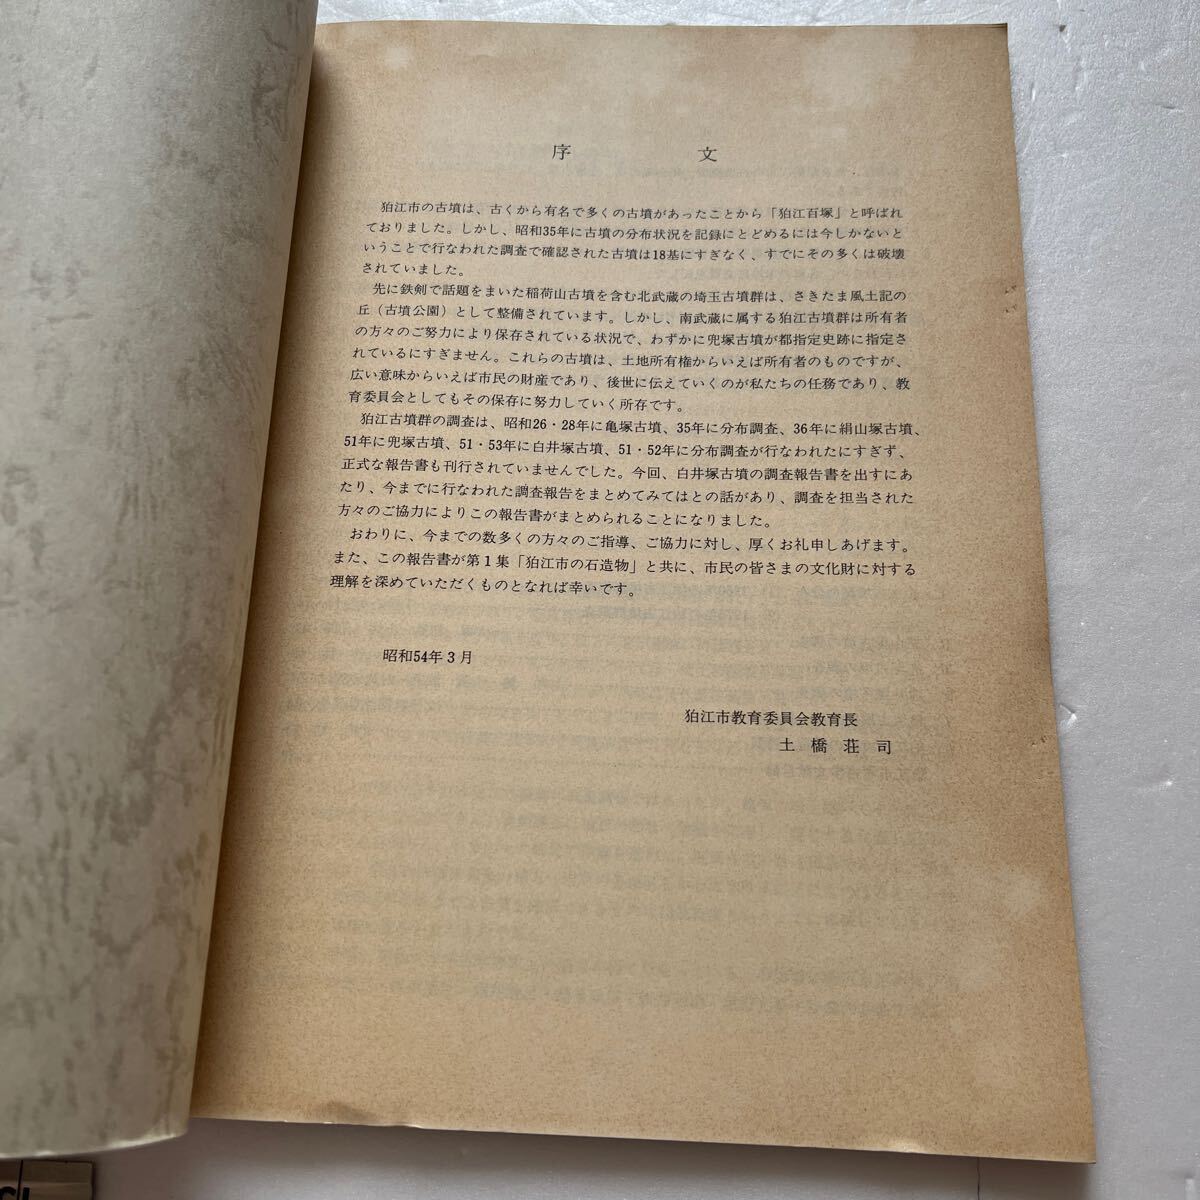 序　文
狛江市の古墳は、古くから有名で多くの古墳があったことから「狛江百塚」と呼ばれ
ておりました。しかし、昭和35年に古墳の分布状況を記録にとどめるには今しかないと
いうことで行なわれた調査で確認された古墳は18基にすぎなく、すでにその多くは破壊
されていました。
先に鉄剣で話題をまいた稲荷山古墳を含む北武蔵の埼玉古墳群は、さきたま風土記の
丘（古墳公園）として整備されています。しかし、南武蔵に属する狛江古墳群は所有者
の方々のご努力により保存されている状況で、わずかに兜塚古墳が都指定史跡に指定さ
れているにすぎません。これらの古墳は、土地所有権からいえば所有者のものですが、
広い意味からいえば市民の財産であり、後世に伝えていくのが私たちの任務であり、教
育委員会としてもその保存に努力していく所存です。
狛江古墳群の調査は、昭和26・28年に亀塚古墳、35年に分布調査、36年に絹山塚古墳、
51年に兜塚古墳、51・53年に白井塚古墳、51・52年に分布調査が行なわれたにすぎず、
正式な報告書も刊行されていませんでした。今回、白井塚古墳の調査報告書を出すにあ
たり、今までに行なわれた調査報告をまとめてみてはとの話があり、調査を担当された
方々のご協力によりこの報告書がまとめられることになりました。
おわりに、今までの数多くの方々のご指導、ご協力に対し、厚くお礼申しあげます。
また、この報告書が第1集「狛江市の石造物」と共に、市民の皆さまの文化財に対する
理解を深めていただくものとなれば幸いです。
昭和54年3月
狛江市教育委員会教育長
土橋荘司